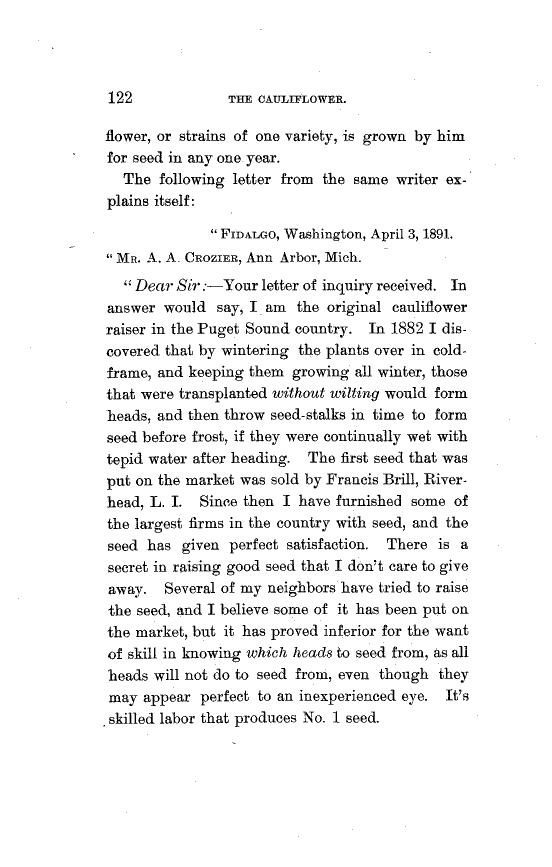 122 THE CAULIFLOWER.
flower, or strains of one variety, is grown by him
for seed in any one year.
The following letter from the same writer ex-
plains itself:
“ FIDALGO, Washington, April 3, 1891.
“ MR. A. A. CROZIER, Ann Arbor, Mich.
“ Dear Sir:—Your letter of inquiry received. In
answer would say, I am the original cauliflower
raiser in the Puget Sound country. In 1882 I dis-
covered that by wintering the plants over in cold-
frame, and keeping them growing all winter, those
that were transplanted without wilting would form
heads, and then throw seed-stalks in time to form
seed before frost, if they were continually wet with
tepid water after heading. The first seed that was
put on the market was sold by Francis Brill, River-
head, L. I. Since then I have furnished some of
the largest firms in the country with seed, and the
seed has given perfect satisfaction. There is a
secret in raising good seed that I don't care to give
away. Several of my neighbors have tried to raise
the seed, and I believe some of it has been put on
the market, but it has proved inferior for the want
of skill in knowing which heads to seed from, as all
heads will not do to seed from, even though they
may appear perfect to an inexperienced eye. It's
skilled labor that produces No. 1 seed.